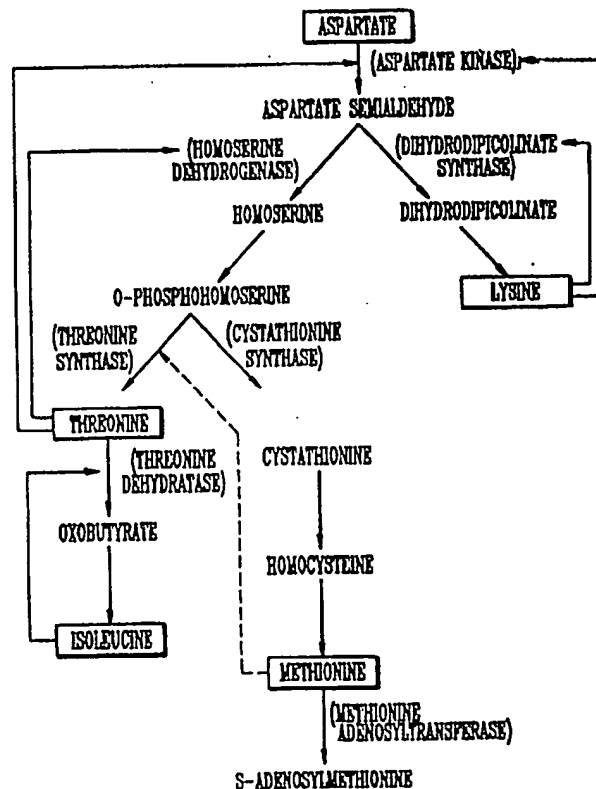 ASPARTATE
(ASPARTATE KINASE)
ASPARTATE SEMIALDEHYDE
(HOMOSERINE
DEHYDROGENASE)
(DIHYDRODIPICOLINATE
SYNTHASE)
HOMOSERINE
DIHYDRODIPICOLINATE
O-PHOSPHOHOMOSERINE
LYSINE
(THREONINE
SYNTHASE)
(CYSTATHIONINE
SYNTHASE)
THREONINE
(THREONINE
DEHYDRATASE)
CYSTATHIONINE
OXOBUTYRATE
HOMOCYSTEINE
ISOLEUCINE
METHIONINE
(METHIONINE
ADENOSYLTRANSFERASE)
S-ADENOSYLMETHIONINE